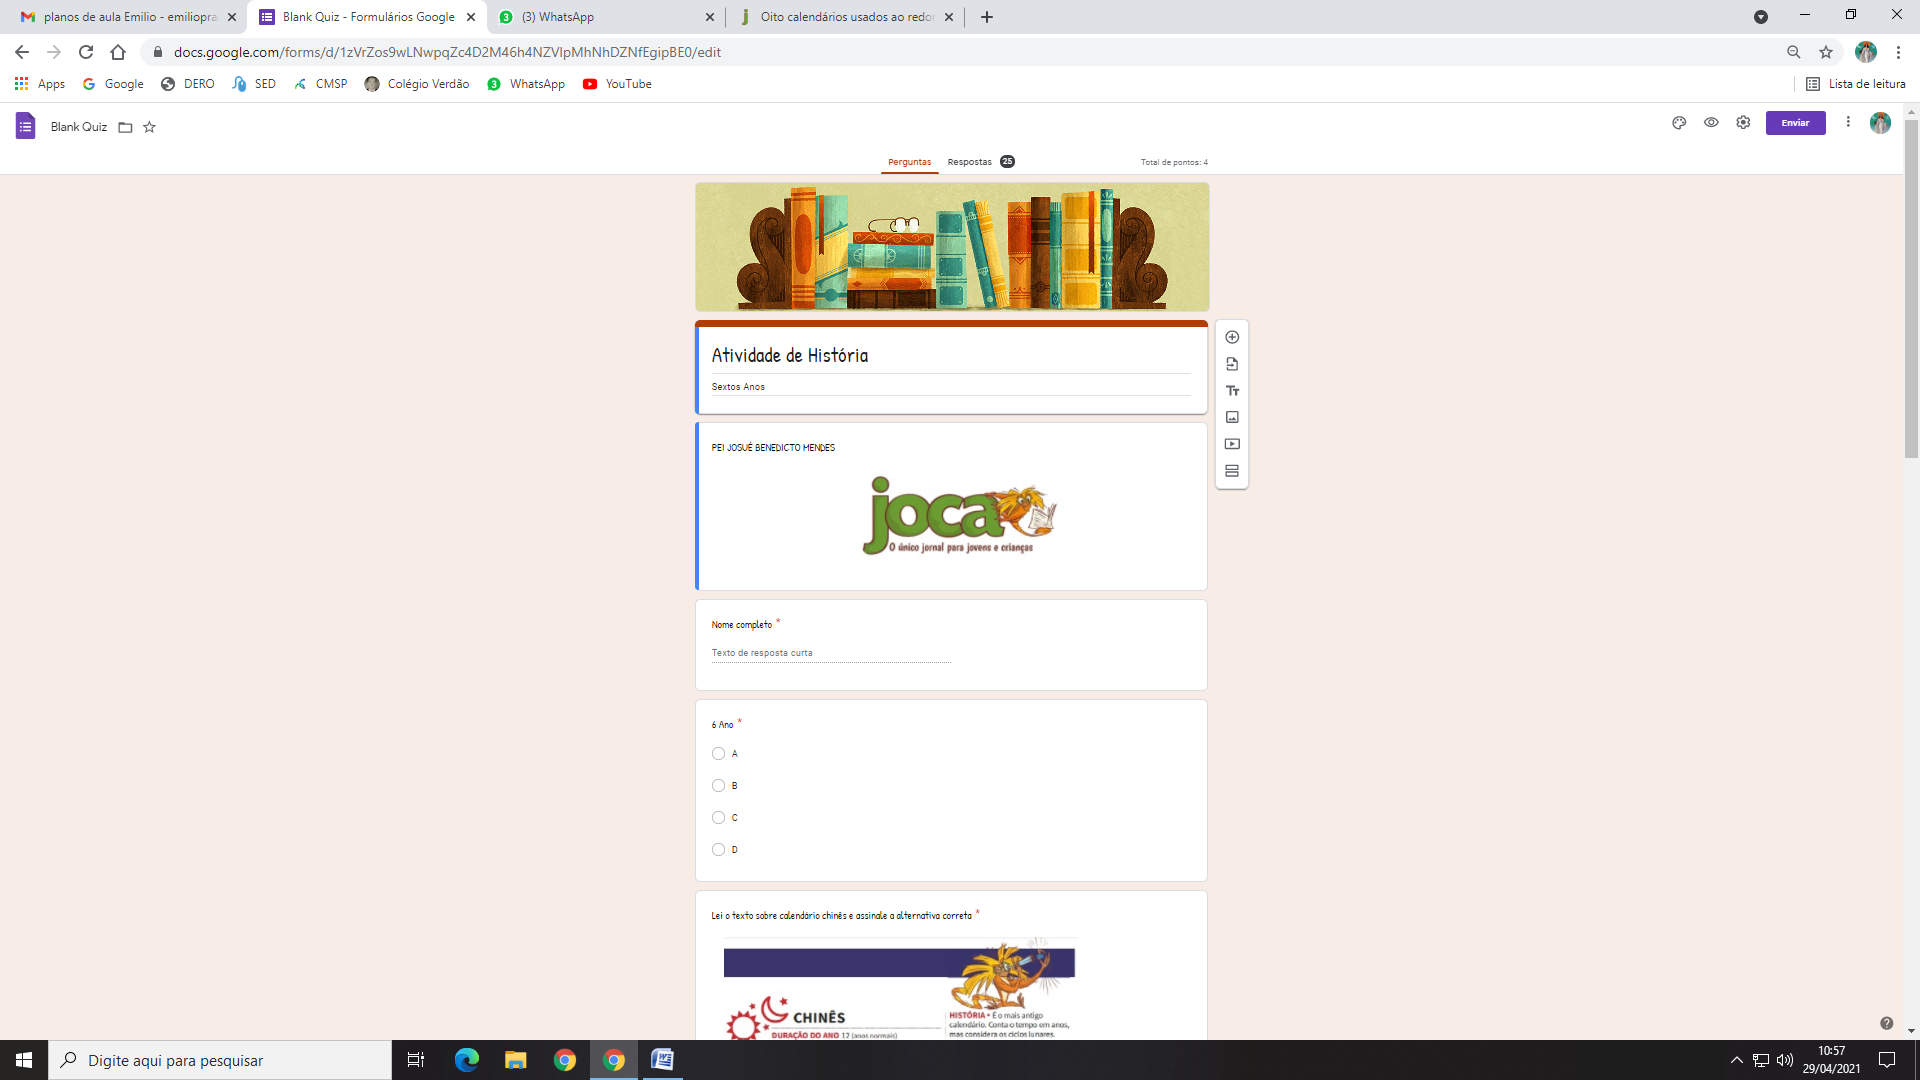 planos de aula Emilio - emiliopra
Blank Quiz - Formulários Google
(3) WhatsApp
Oito calendários usados ao redor
docs.google.com/forms/d/1zVrZos9wLNwpqZc4D2M46h4NZVIpMhNhDZNfEgipBE0/edit
Apps
Google
DERO
SED
CMSP
Colégio Verdão
WhatsApp
YouTube
Lista de leitura
Blank Quiz
Enviar
Perguntas
Respostas 25
Total de pontos: 4
Atividade de História
Sextos Anos
PEI JOSUÉ BENEDICTO MENDES
joca
O único jornal para jovens e crianças
Nome completo *
Texto de resposta curta
6 Ano *
A
B
C
D
Lei o texto sobre calendário chinês e assinale a alternativa correta *
CHINÊS
DURAÇÃO DO ANO 12 (anos normais)
HISTÓRIA • É o mais antigo
calendário. Conta o tempo em anos,
mas considera os ciclos lunares.
Digite aqui para pesquisar
10:57
29/04/2021